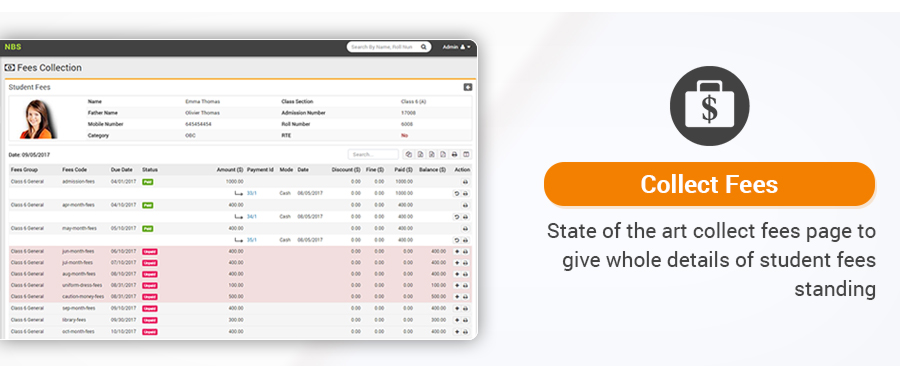 NBS
Search By Name, Roll Num
Admin
Fees Collection
Student Fees
Name Emma Thomas Class Section Class 6 (A)
Father Name Olivier Thomas Admission Number 17008
Mobile Number 645454454 Roll Number 6008
Category OBC RTE No
Date: 09/05/2017 Search...
Fees Group Fees Code Due Date Status Amount ($) Payment Id Mode Date Discount ($) Fine ($) Paid ($) Balance ($) Action
Class 6 General admission-fees 04/01/2017 Paid 1000.00 0.00 0.00 1000.00
33/1 Cash 08/05/2017 0.00 0.00 1000.00
Class 6 General apr-month-fees 04/10/2017 Paid 400.00 0.00 0.00 400.00
34/1 Cash 08/05/2017 0.00 0.00 400.00
Class 6 General may-month-fees 05/10/2017 Paid 400.00 0.00 0.00 400.00
35/1 Cash 08/05/2017 0.00 0.00 400.00
Class 6 General jun-month-fees 06/10/2017 Unpaid 400.00 0.00 0.00 0.00 400.00
Class 6 General jul-month-fees 07/10/2017 Unpaid 400.00 0.00 0.00 0.00 400.00
Class 6 General aug-month-fees 08/10/2017 Unpaid 400.00 0.00 0.00 0.00 400.00
Class 6 General uniform-dress-fees 08/31/2017 Unpaid 100.00 0.00 0.00 0.00 100.00
Class 6 General caution-money-fees 08/31/2017 Unpaid 500.00 0.00 0.00 0.00 500.00
Class 6 General sep-month-fees 09/10/2017 Unpaid 400.00 0.00 0.00 0.00 400.00
Class 6 General library-fees 09/30/2017 Unpaid 300.00 0.00 0.00 0.00 300.00
Class 6 General oct-month-fees 10/10/2017 Unpaid 400.00 0.00 0.00 0.00 400.00
$
Collect Fees
State of the art collect fees page to
give whole details of student fees
standing